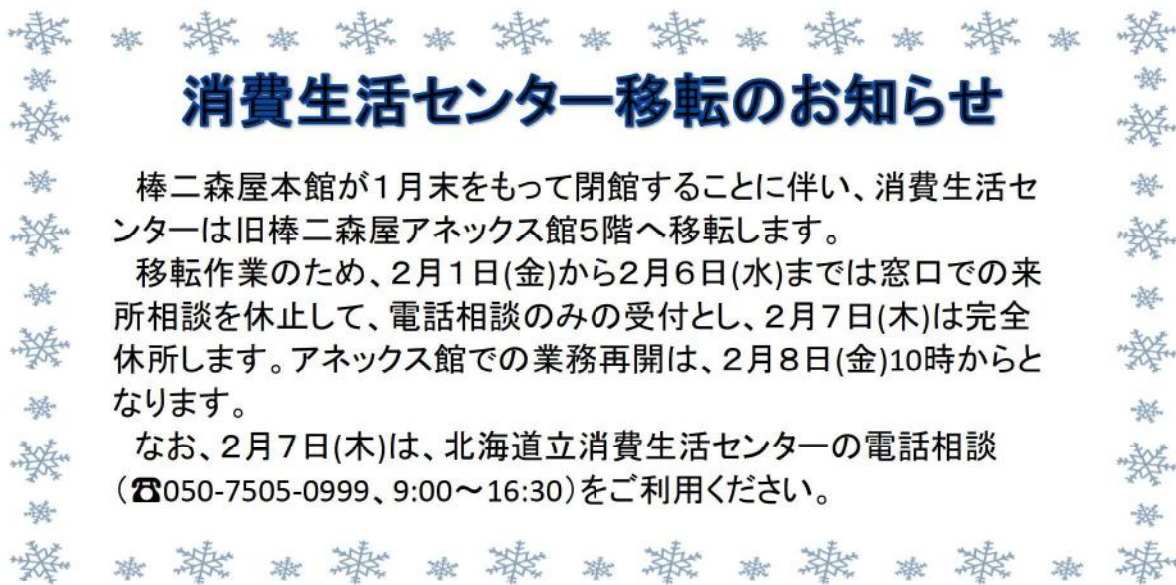 消費生活センター移転のお知らせ
　棒二森屋本館が１月末をもって閉館することに伴い、消費生活セ
ンターは旧棒二森屋アネックス館5階へ移転します。
　移転作業のため、２月１日(金)から２月６日(水)までは窓口での来
所相談を休止して、電話相談のみの受付とし、２月７日(木)は完全
休所します。アネックス館での業務再開は、２月８日(金)10時からと
なります。
　なお、２月７日(木)は、北海道立消費生活センターの電話相談
（☎050-7505-0999、9:00～16:30）をご利用ください。